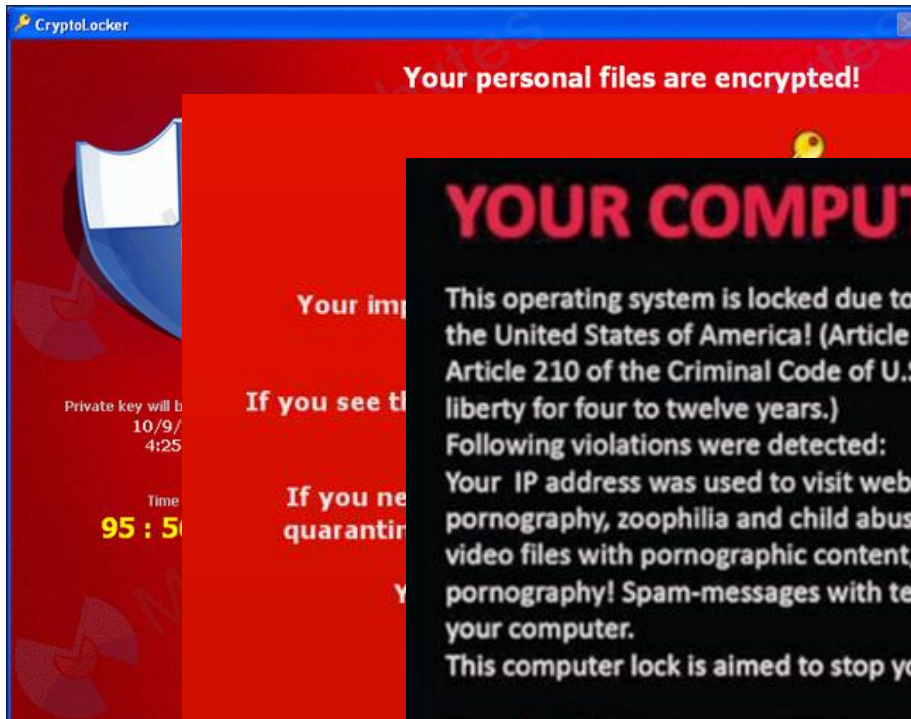 CryptoLocker
Your personal files are encrypted!
Private key will b
10/9/
4:25
Time
95 : 5
Your imp
If you see th
If you ne
quarantin
Y
YOUR COMPUT
This operating system is locked due to
the United States of America! (Article
Article 210 of the Criminal Code of U.S
liberty for four to twelve years.)
Following violations were detected:
Your IP address was used to visit web
pornography, zoophilia and child abus
video files with pornographic content,
pornography! Spam-messages with te
your computer.
This computer lock is aimed to stop yo